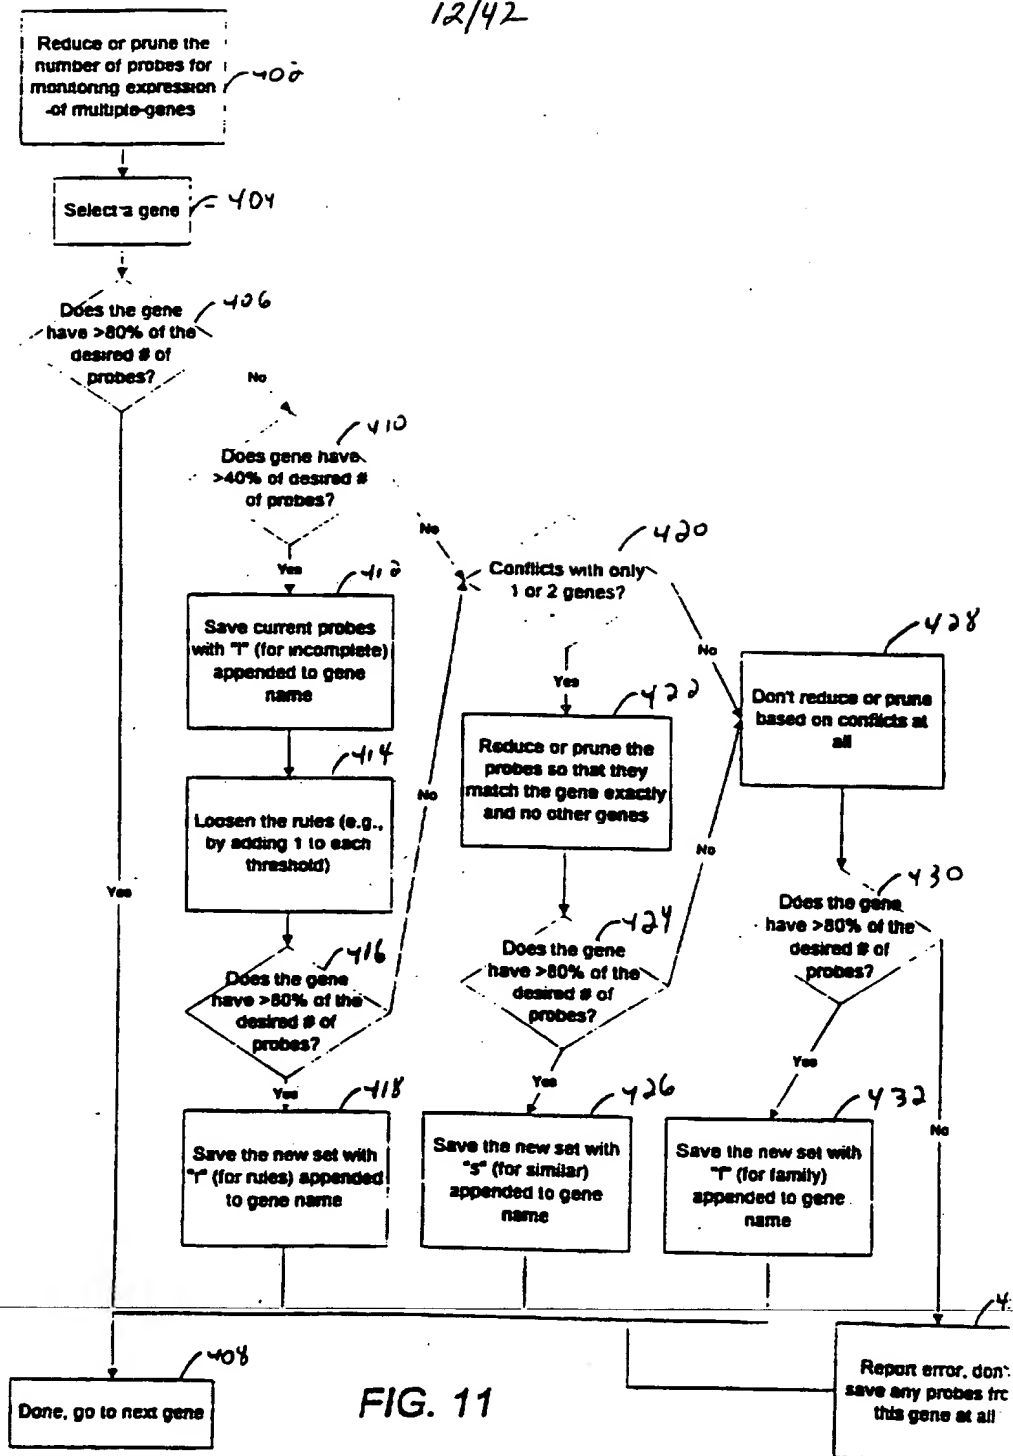 12/42
Reduce or prune the
number of probes for
monitoring expression
of multiple genes
402
Select a gene
404
Does the gene
have >80% of the
desired # of
probes?
406
No
Does gene have
>40% of desired #
of probes?
410
No
Yes
Conflicts with only
1 or 2 genes?
420
412
Save current probes
with "i" (for incomplete)
appended to gene
name
No
Yes
428
Don't reduce or prune
based on conflicts at
all
422
Reduce or prune the
probes so that they
match the gene exactly
and no other genes
414
Loosen the rules (e.g.,
by adding 1 to each
threshold)
No
No
Yes
430
Does the gene
have >80% of the
desired # of
probes?
424
Does the gene
have >80% of the
desired # of
probes?
416
Does the gene
have >80% of the
desired # of
probes?
Yes
Yes
Yes
418
Save the new set with
"r" (for rules) appended
to gene name
426
Save the new set with
"s" (for similar)
appended to gene
name
432
Save the new set with
"f" (for family)
appended to gene
name
No
4
408
Done, go to next gene
FIG. 11
Report error, don'
save any probes fro
this gene at all